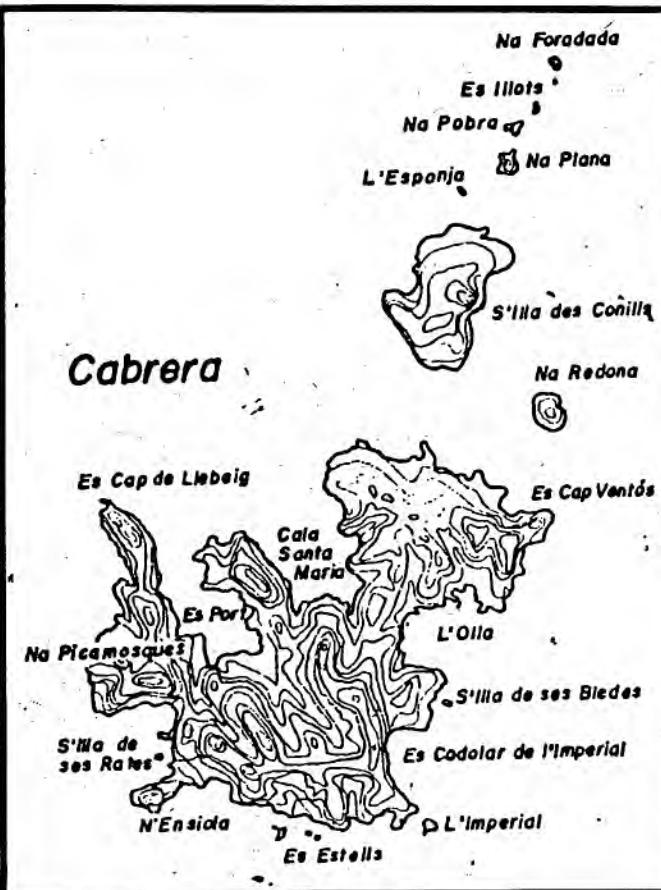 Na Foradada
Es Illots
Na Pobra
Na Plana
L'Esponja
S'Illa des Conills
Cabrera
Na Redona
Es Cap de Llebeig
Es Cap Ventós
Cala
Santa
Maria
Es Port
L'Olla
Na Picamosques
S'Illa de ses Bledes
S'Illa de
ses Rates
Es Codolar de l'Imperial
N'Ensiola
L'Imperial
Es Estells